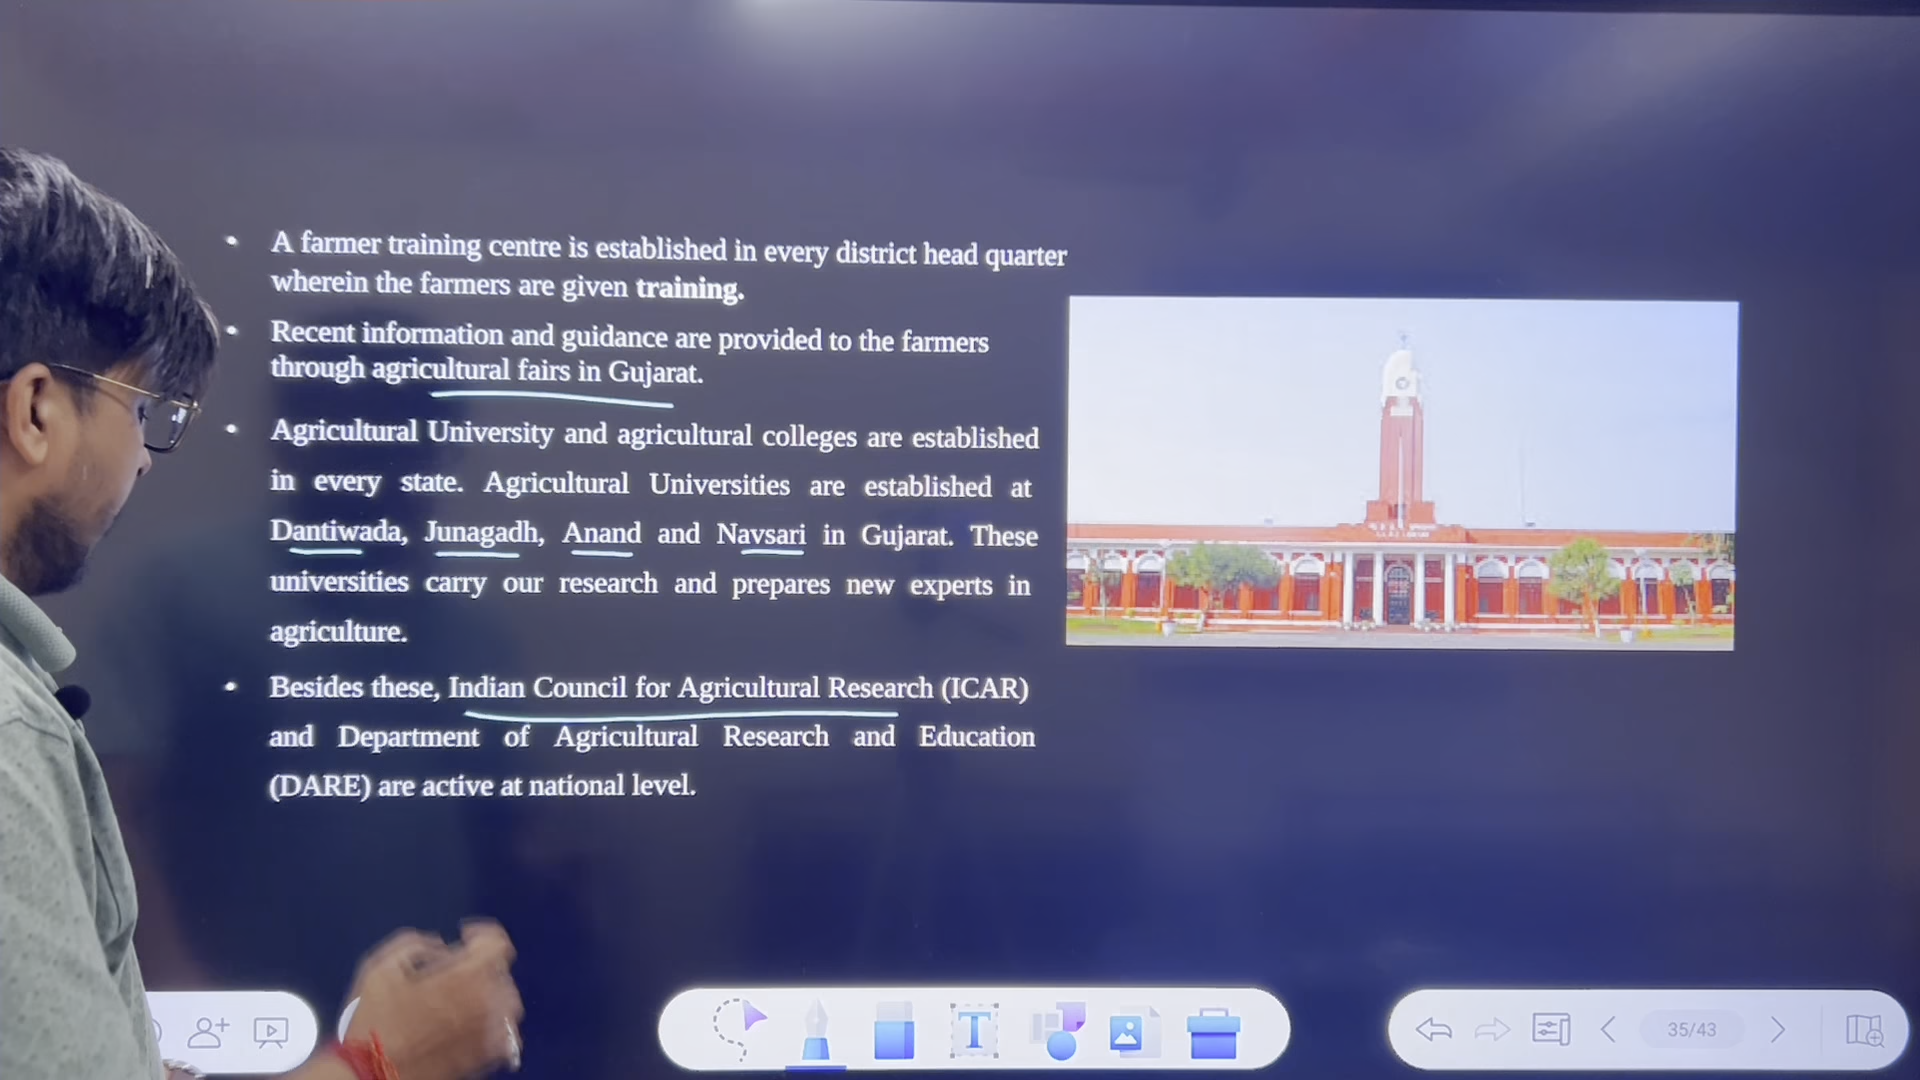 • A farmer training centre is established in every district head quarter
wherein the farmers are given training.
• Recent information and guidance are provided to the farmers
through agricultural fairs in Gujarat.
• Agricultural University and agricultural colleges are established
in every state. Agricultural Universities are established at
Dantiwada, Junagadh, Anand and Navsari in Gujarat. These
universities carry our research and prepares new experts in
agriculture.
• Besides these, Indian Council for Agricultural Research (ICAR)
and Department of Agricultural Research and Education
(DARE) are active at national level.
T
35/43